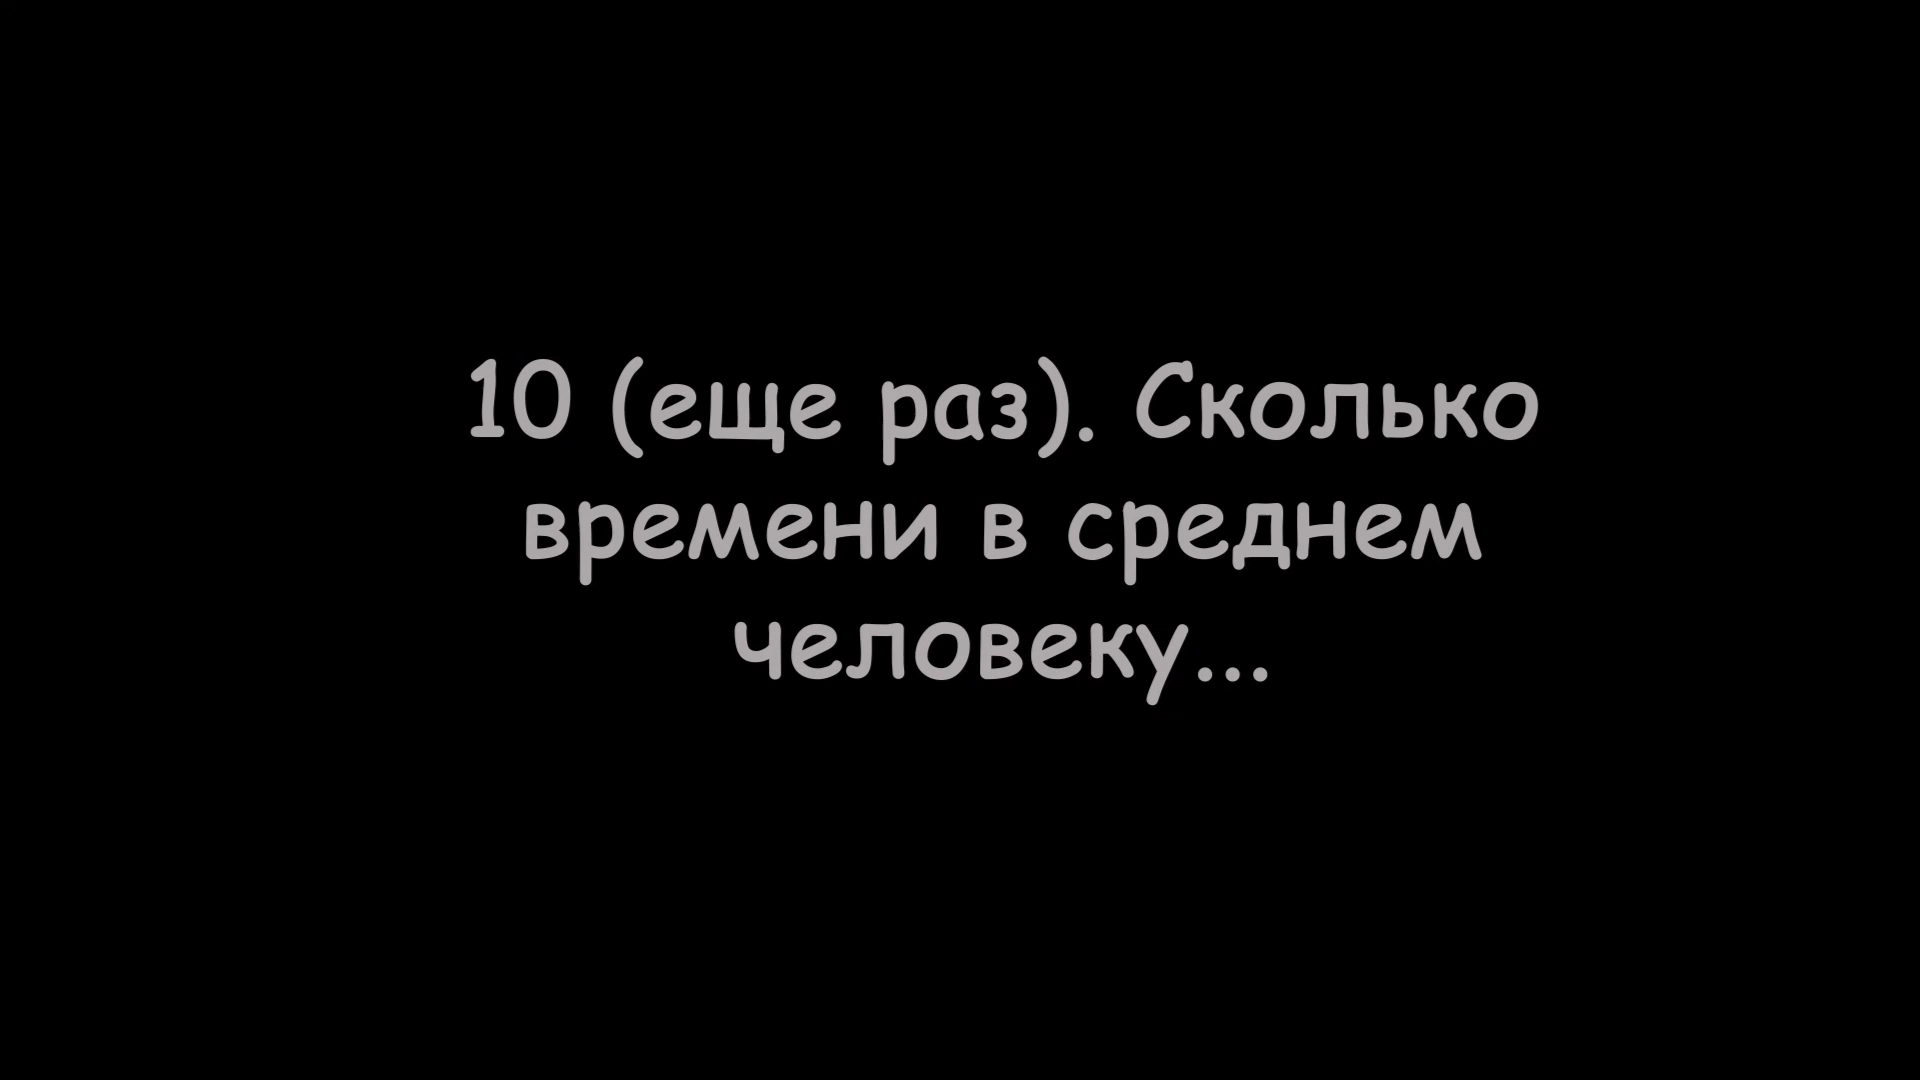 10 (еще раз). Сколько
времени в среднем
человеку...